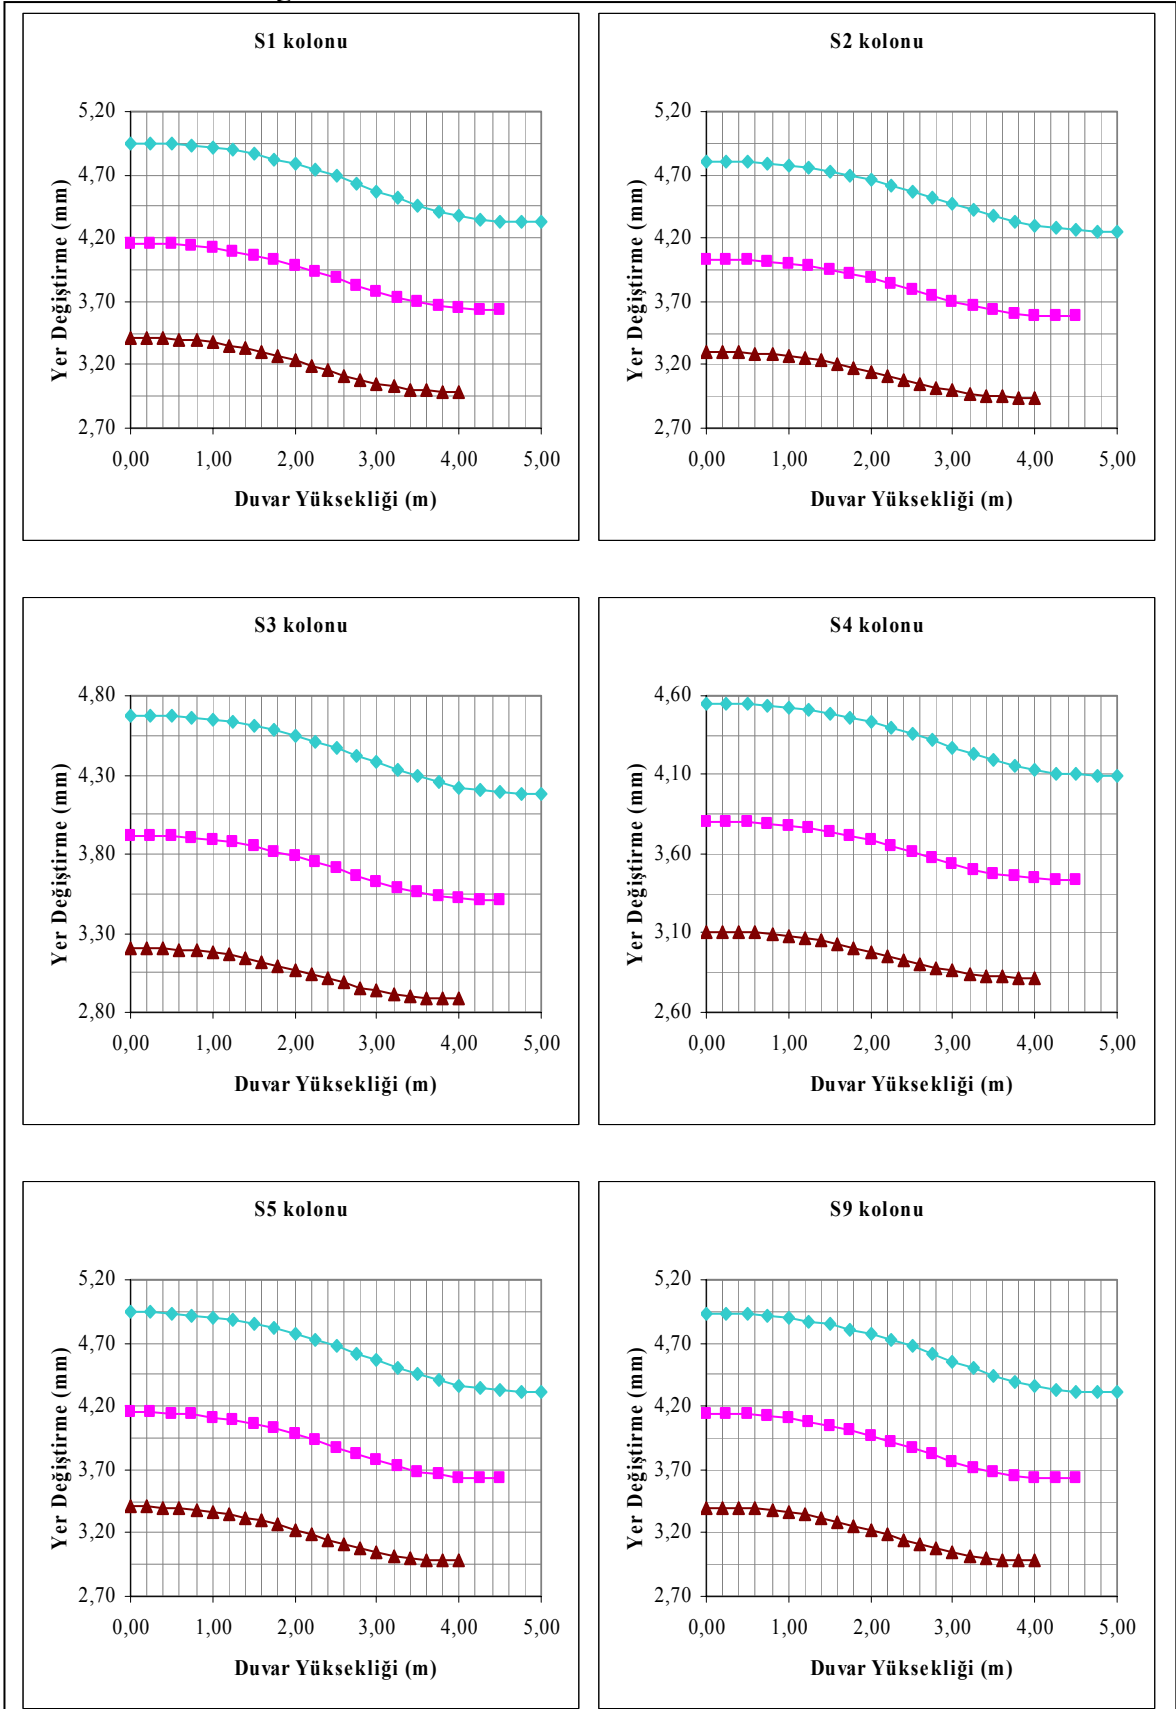 S1 kolonu
Yer Değiştirme (mm)
5,20
4,70
4,20
3,70
3,20
2,70
0,00 1,00 2,00 3,00 4,00 5,00
Duvar Yüksekliği (m)
S2 kolonu
Yer Değiştirme (mm)
5,20
4,70
4,20
3,70
3,20
2,70
0,00 1,00 2,00 3,00 4,00 5,00
Duvar Yüksekliği (m)
S3 kolonu
Yer Değiştirme (mm)
4,80
4,30
3,80
3,30
2,80
0,00 1,00 2,00 3,00 4,00 5,00
Duvar Yüksekliği (m)
S4 kolonu
Yer Değiştirme (mm)
4,60
4,10
3,60
3,10
2,60
0,00 1,00 2,00 3,00 4,00 5,00
Duvar Yüksekliği (m)
S5 kolonu
Yer Değiştirme (mm)
5,20
4,70
4,20
3,70
3,20
2,70
0,00 1,00 2,00 3,00 4,00 5,00
Duvar Yüksekliği (m)
S9 kolonu
Yer Değiştirme (mm)
5,20
4,70
4,20
3,70
3,20
2,70
0,00 1,00 2,00 3,00 4,00 5,00
Duvar Yüksekliği (m)